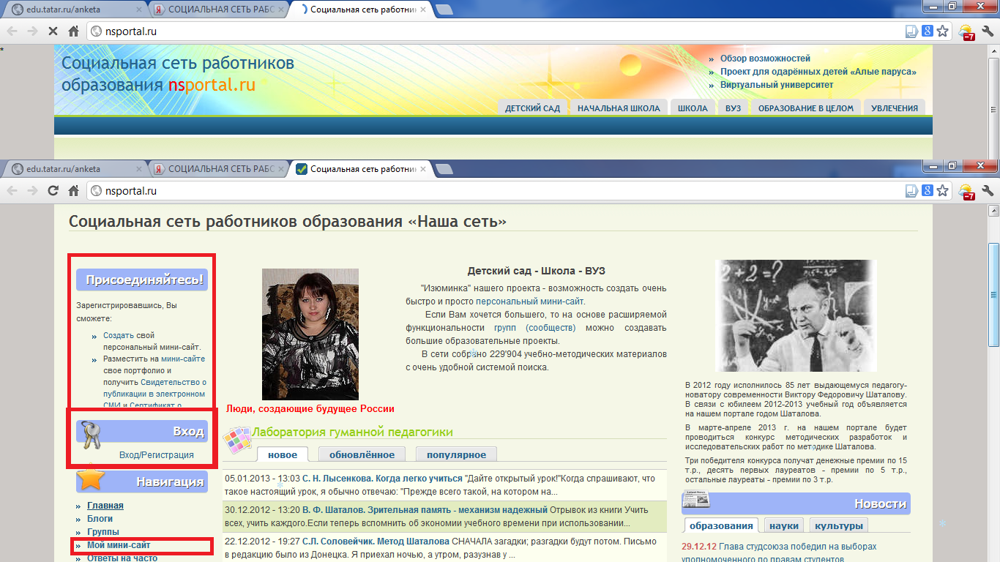 edu.tatar.ru/anketa
СОЦИАЛЬНАЯ СЕТЬ РАБО
Социальная сеть работни
nsportal.ru
-7
Социальная сеть работников
образования nsportal.ru
Обзор возможностей
Проект для одарённых детей «Алые паруса»
Виртуальный университет
ДЕТСКИЙ САД
НАЧАЛЬНАЯ ШКОЛА
ШКОЛА
ВУЗ
ОБРАЗОВАНИЕ В ЦЕЛОМ
УВЛЕЧЕНИЯ
edu.tatar.ru/anketa
СОЦИАЛЬНАЯ СЕТЬ РАБО
Социальная сеть работни
nsportal.ru
-7
Социальная сеть работников образования «Наша сеть»
Присоединяйтесь!
Зарегистрировавшись, Вы
сможете:
Создать свой
персональный мини-сайт.
Разместить на мини-сайте
свое портфолио и
получить Свидетельство о
публикации в электронном
СМИ и Сертификат о
Вход
Вход/Регистрация
Навигация
Главная
Блоги
Группы
Мой мини-сайт
Ответы на часто
Люди, создающие будущее России
Детский сад - Школа - ВУЗ
"Изюминка" нашего проекта - возможность создать очень
быстро и просто персональный мини-сайт.
Если Вам хочется большего, то на основе расширяемой
функциональности групп (сообществ) можно создавать
большие образовательные проекты.
В сети собрано 229'904 учебно-методических материалов
с очень удобной системой поиска.
Лаборатория гуманной педагогики
новое
обновлённое
популярное
05.01.2013 - 13:03 С. Н. Лысенкова. Когда легко учиться "Дайте открытый урок!"Когда спрашивают, что
такое настоящий урок, я обычно отвечаю: "Прежде всего такой, на котором на...
30.12.2012 - 13:20 В. Ф. Шаталов. Зрительная память - механизм надежный Отрывок из книги Учить
всех, учить каждого.Если теперь вспомнить об экономии учебного времени при использовании...
22.12.2012 - 19:27 С.Л. Соловейчик. Метод Шаталова СНАЧАЛА загадки; разгадки будут потом. Письмо
в редакцию было из Донецка. Я приехал ночью, а утром, разузнав у ...
2 + 2 = ?
В 2012 году исполнилось 85 лет выдающемуся педагогу-
новатору современности Виктору Федоровичу Шаталову.
В связи с юбилеем 2012-2013 учебный год объявляется
на нашем портале годом Шаталова.
В марте-апреле 2013 г. на нашем портале будет
проводиться конкурс методических разработок и
исследовательских работ по методике Шаталова.
Три победителя конкурса получат денежные премии по 15
т.р., десять первых лауреатов - премии по 5 т.р.,
остальные лауреаты - премии по 3 т.р.
Новости
образования
науки
культуры
29.12.12 Глава студсоюза победил на выборах
уполномоченного по правам студентов